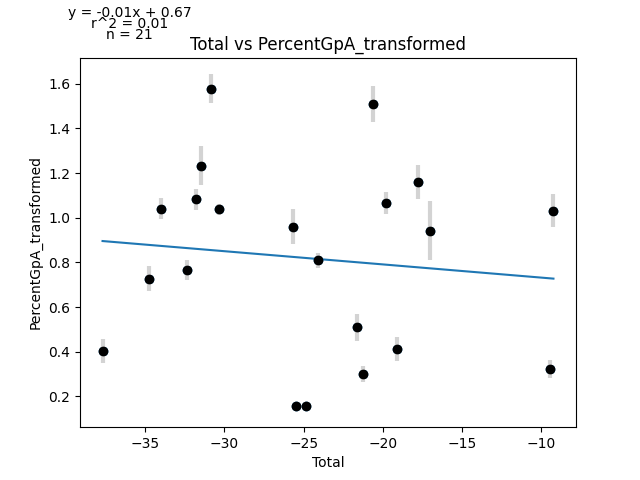 y = -0.01x + 0.67
r^2 = 0.01
n = 21
Total vs PercentGpA_transformed
PercentGpA_transformed
1.6
1.4
1.2
1.0
0.8
0.6
0.4
0.2
−35 −30 −25 −20 −15 −10
Total